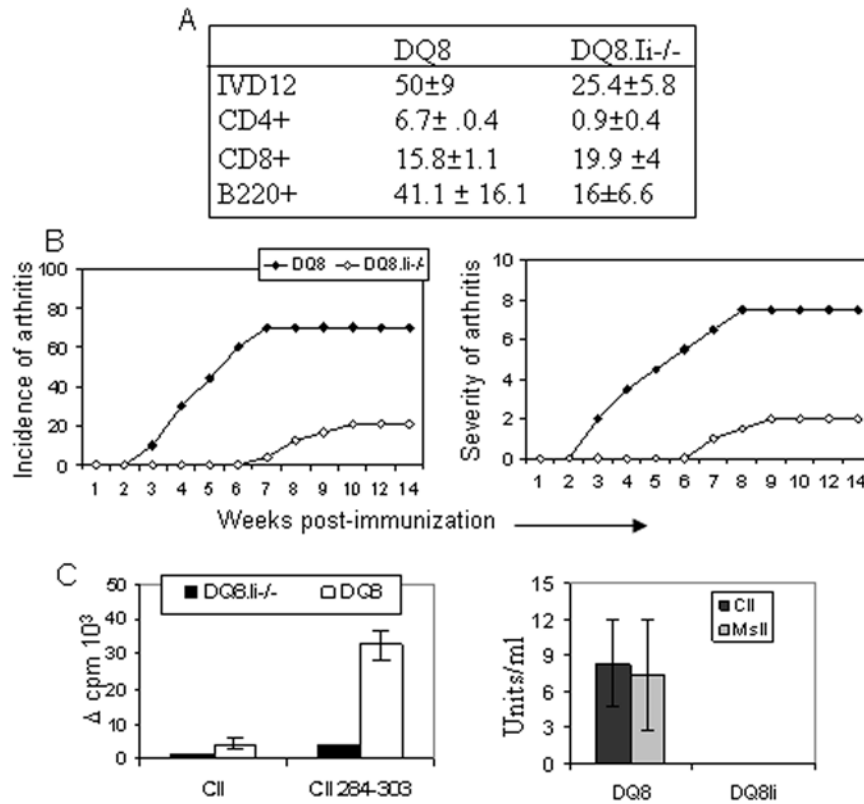 A
DQ8 DQ8.Ii-/-
IVD12 50±9 25.4±5.8
CD4+ 6.7± .0.4 0.9±0.4
CD8+ 15.8±1.1 19.9 ±4
B220+ 41.1 ± 16.1 16±6.6
B
DQ8 DQ8.Ii-/
Incidence of arthritis
100
80
60
40
20
0
1 2 3 4 5 6 7 8 9 10 12 14
Severity of arthritis
10
8
6
4
2
0
1 2 3 4 5 6 7 8 9 10 12 14
Weeks post-immunization
C
DQ8.Ii-/- DQ8
Δ cpm 10³
50
40
30
20
10
0
CII CII 284-303
CII
MsII
Units/ml
15
12
9
6
3
0
DQ8 DQ8Ii